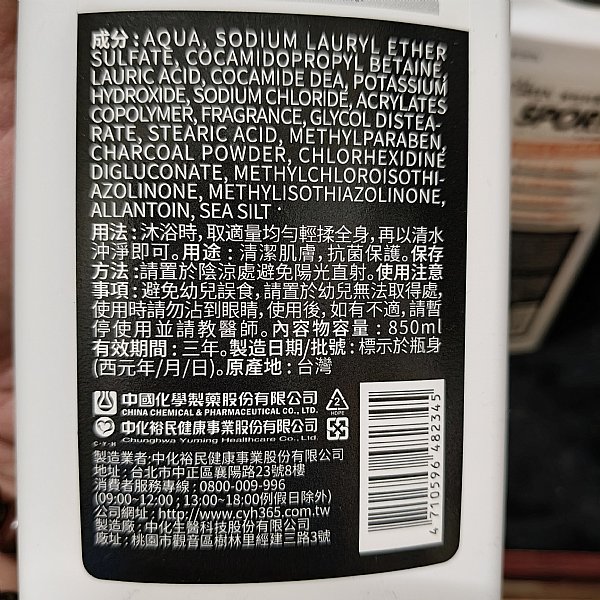 成分:AQUA, SODIUM LAURYL ETHER
SULFATE, COCAMIDOPROPYL BETAINE,
LAURIC ACID, COCAMIDE DEA, POTASSIUM
HYDROXIDE, SODIUM CHLORIDE, ACRYLATES
COPOLYMER, FRAGRANCE, GLYCOL DISTEA-
RATE, STEARIC ACID, METHYLPARABEN,
CHARCOAL POWDER, CHLORHEXIDINE
DIGLUCONATE, METHYLCHLOROISOTHI-
AZOLINONE, METHYLISOTHIAZOLINONE,
ALLANTOIN, SEA SILT
用法:沐浴時,取適量均勻輕揉全身,再以清水
沖淨即可。用途:清潔肌膚,抗菌保護。保存
方法:請置於陰涼處避免陽光直射。使用注意
事項:避免幼兒誤食,請置於幼兒無法取得處,
使用時請勿沾到眼睛,使用後,如有不適,請暫
停使用並請教醫師。內容物容量:850ml
有效期間:三年。製造日期/批號:標示於瓶身
(西元年/月/日)。原產地:台灣
中國化學製藥股份有限公司
CHINA CHEMICAL & PHARMACEUTICAL CO., LTD.
中化裕民健康事業股份有限公司
C·Y·H Chunghwa Yuming Healthcare Co., Ltd.
2
HDPE
製造業者:中化裕民健康事業股份有限公司
地址:台北市中正區襄陽路23號8樓
消費者服務專線:0800-009-996
(09:00~12:00;13:00~18:00例假日除外)
公司網址:http://www.cyh365.com.tw
製造廠:中化生醫科技股份有限公司
廠址:桃園市觀音區樹林里經建三路3號
4 710596 482345
SPOR